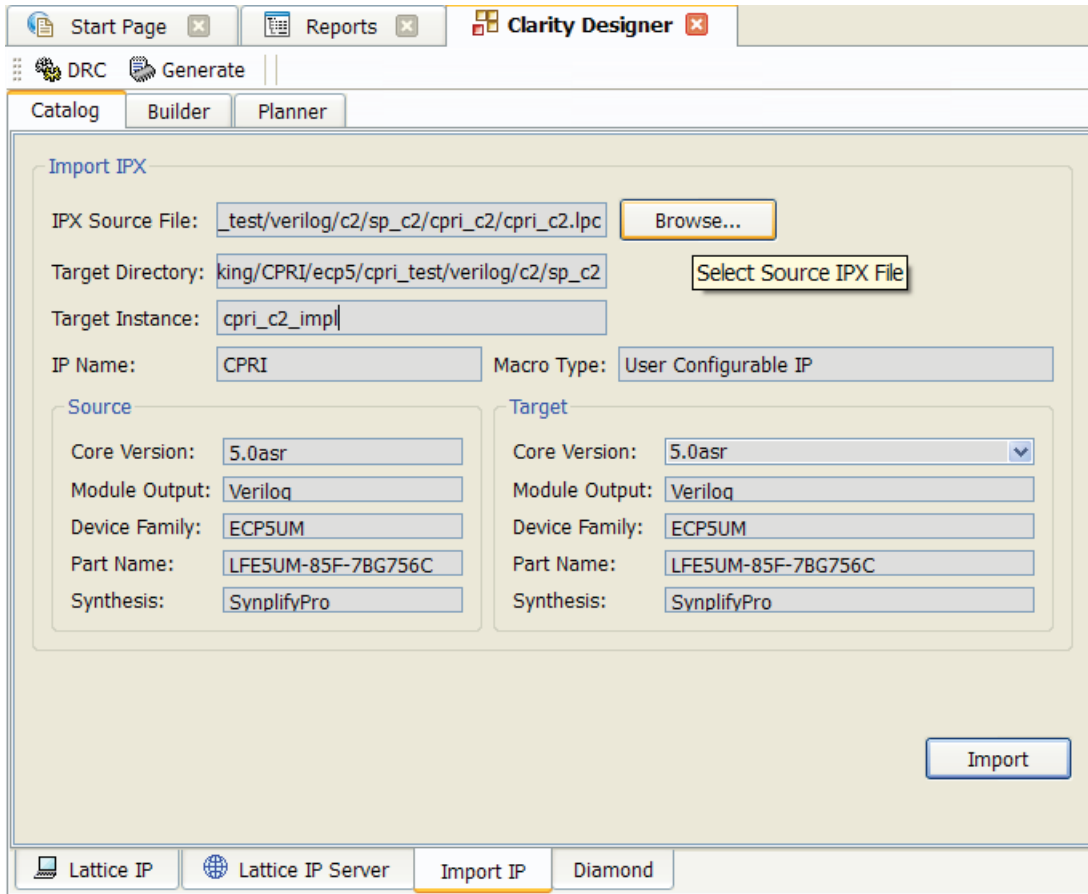 Start Page Reports Clarity Designer
DRC Generate
Catalog Builder Planner
Import IPX
IPX Source File: _test/verilog/c2/sp_c2/cpri_c2/cpri_c2.lpc Browse...
Target Directory: king/CPRI/ecp5/cpri_test/verilog/c2/sp_c2 Select Source IPX File
Target Instance: cpri_c2_impl
IP Name: CPRI Macro Type: User Configurable IP
Source Target
Core Version: 5.0asr Core Version: 5.0asr
Module Output: Verilog Module Output: Verilog
Device Family: ECP5UM Device Family: ECP5UM
Part Name: LFE5UM-85F-7BG756C Part Name: LFE5UM-85F-7BG756C
Synthesis: SynplifyPro Synthesis: SynplifyPro
Import
Lattice IP Lattice IP Server Import IP Diamond